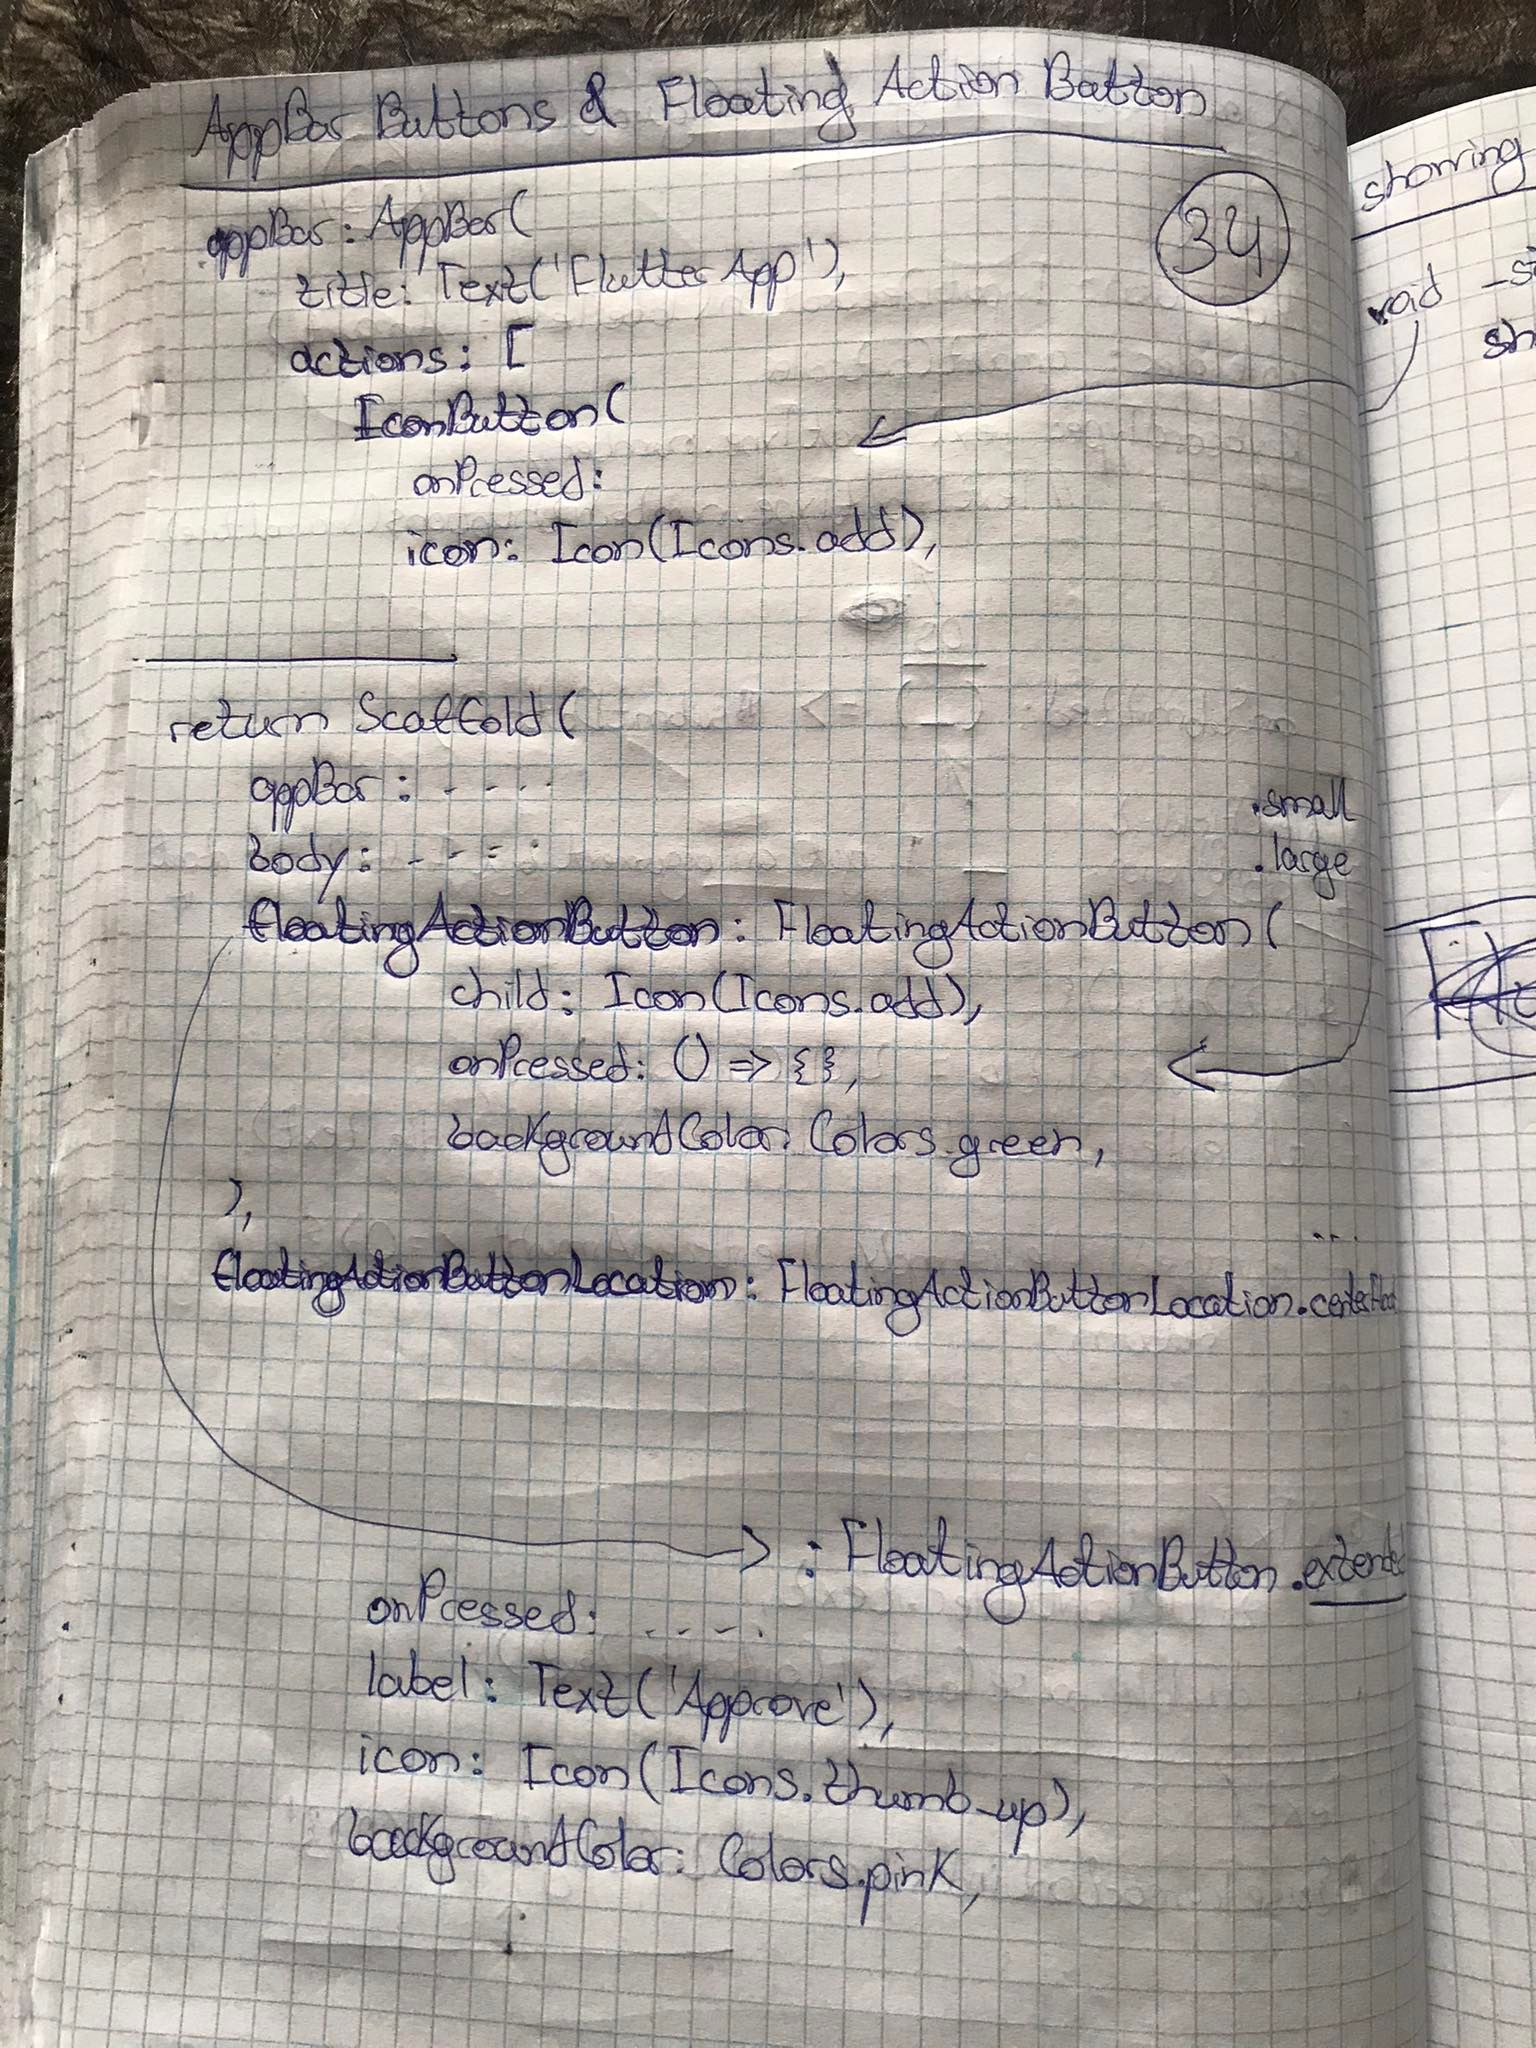 AppBar Buttons & Floating Action Button
34
appBar: AppBar(
title: Text('Flutter App'),
actions: [
IconButton(
onPressed:
icon: Icon(Icons.add),
return Scaffold(
appBar: - - - -
body: - - - -
.small
.large
floatingActionButton: FloatingActionButton(
child: Icon(Icons.add),
onPressed: () => {},
backgroundColor: Colors.green,
),
...
floatingActionButtonLocation: FloatingActionButtonLocation.centerFloat
: FloatingActionButton.extended
onPressed: - - - -
label: Text('Approve'),
icon: Icon(Icons.thumb_up),
backgroundColor: Colors.pink,
showing
void